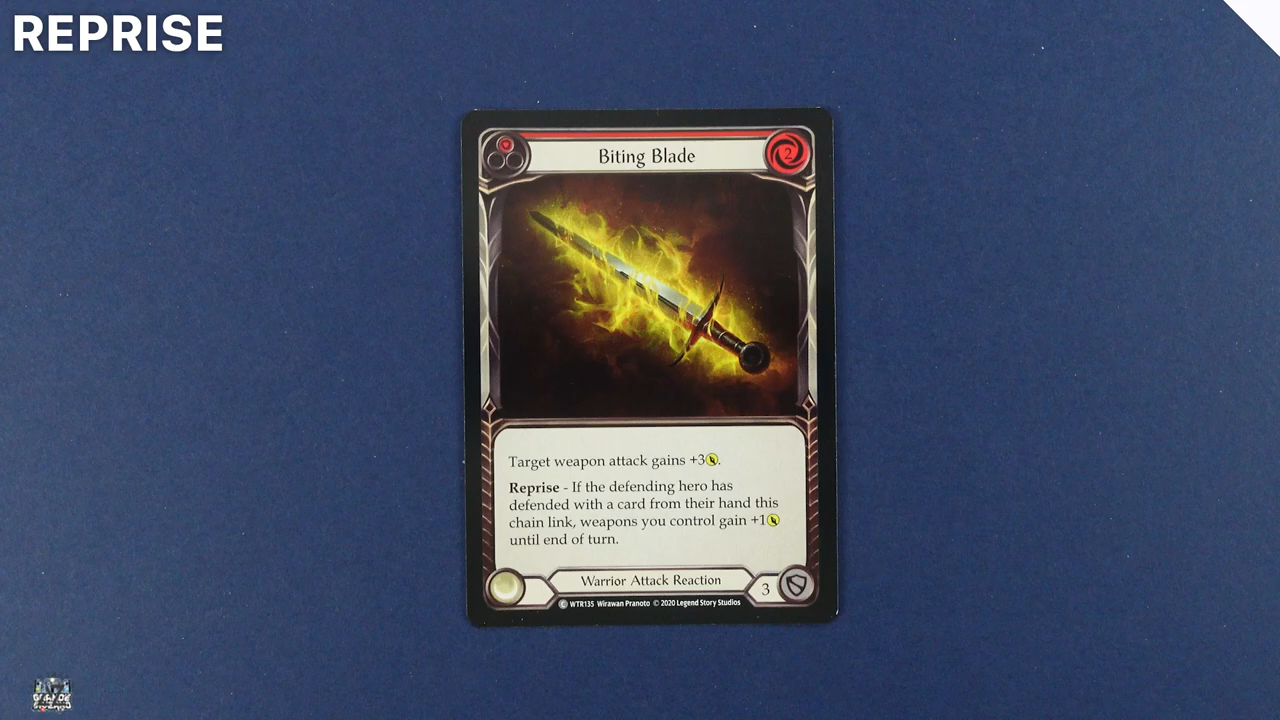 REPRISE
Biting Blade
2
Target weapon attack gains +3.
Reprise - If the defending hero has
defended with a card from their hand this
chain link, weapons you control gain +1
until end of turn.
Warrior Attack Reaction
3
C WTR135 Wirawan Pranoto © 2020 Legend Story Studios